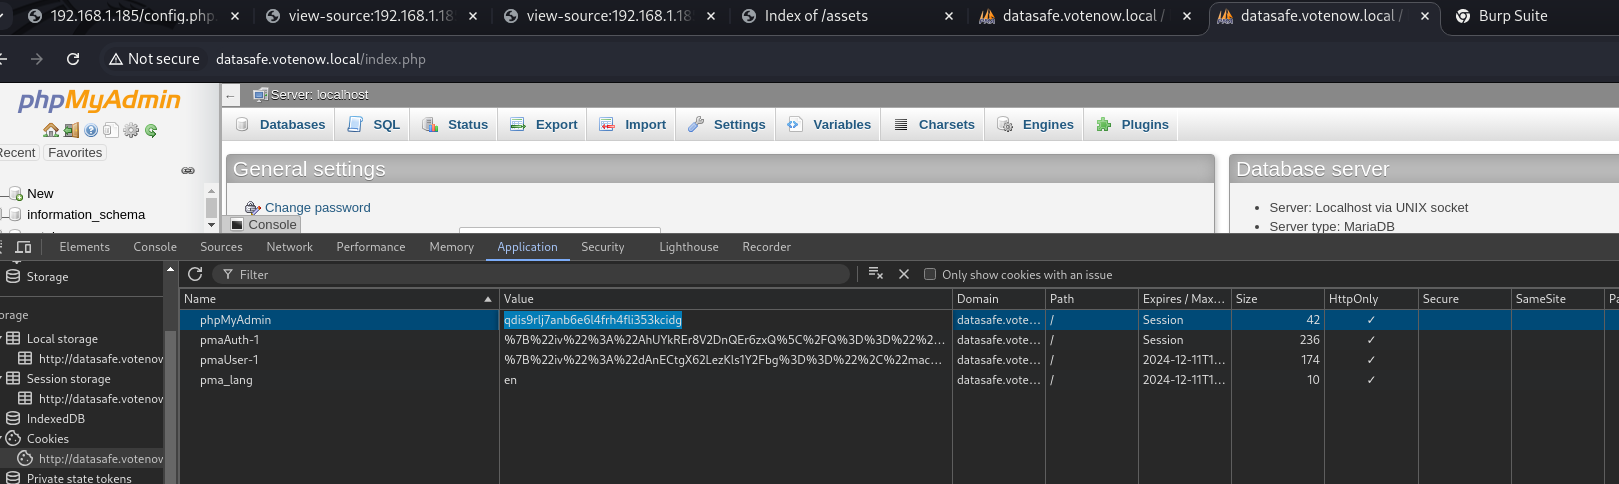 192.168.1.185/config.php
view-source:192.168.1.18
view-source:192.168.1.18
Index of /assets
datasafe.votenow.local /
datasafe.votenow.local /
Burp Suite
Not secure
datasafe.votenow.local/index.php
phpMyAdmin
Recent
Favorites
New
information_schema
Server: localhost
Databases
SQL
Status
Export
Import
Settings
Variables
Charsets
Engines
Plugins
General settings
Change password
Console
Database server
Server: Localhost via UNIX socket
Server type: MariaDB
Elements
Console
Sources
Network
Performance
Memory
Application
Security
Lighthouse
Recorder
Storage
orage
Local storage
http://datasafe.votenow
Session storage
http://datasafe.votenow
IndexedDB
Cookies
http://datasafe.votenow
Private state tokens
Filter
Only show cookies with an issue
Name Value Domain Path Expires / Max... Size HttpOnly Secure SameSite Pa
phpMyAdmin qdis9rlj7anb6e6l4frh4fli353kcidg datasafe.vote... / Session 42 ✓
pmaAuth-1 %7B%22iv%22%3A%22AhUYkREr8V2DnQEr6zxQ%5C%2FQ%3D%3D%22%2... datasafe.vote... / Session 236 ✓
pmaUser-1 %7B%22iv%22%3A%22dAnECtgX62LezKls1Y2Fbg%3D%3D%22%2C%22mac... datasafe.vote... / 2024-12-11T1... 174 ✓
pma_lang en datasafe.vote... / 2024-12-11T1... 10 ✓